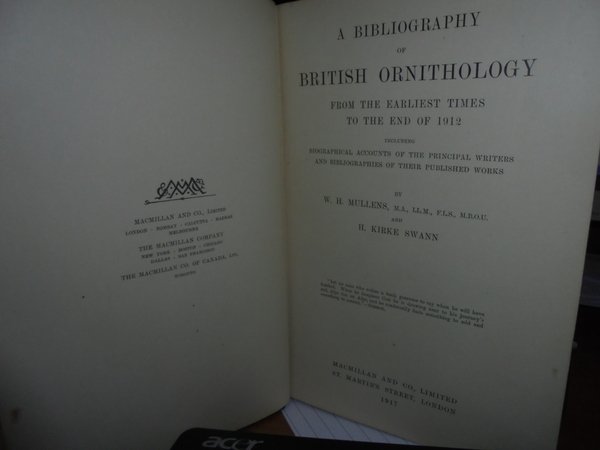 MACMILLAN AND CO., LIMITED
LONDON · BOMBAY · CALCUTTA · MADRAS
MELBOURNE
THE MACMILLAN COMPANY
NEW YORK · BOSTON · CHICAGO
DALLAS · SAN FRANCISCO
THE MACMILLAN CO. OF CANADA, LTD.
TORONTO
A BIBLIOGRAPHY
OF
BRITISH ORNITHOLOGY
FROM THE EARLIEST TIMES
TO THE END OF 1912
INCLUDING
BIOGRAPHICAL ACCOUNTS OF THE PRINCIPAL WRITERS
AND BIBLIOGRAPHIES OF THEIR PUBLISHED WORKS
BY
W. H. MULLENS, M.A., LL.M., F.L.S., M.B.O.U.
AND
H. KIRKE SWANN
MACMILLAN AND CO., LIMITED
ST. MARTIN'S STREET, LONDON
1917
acer